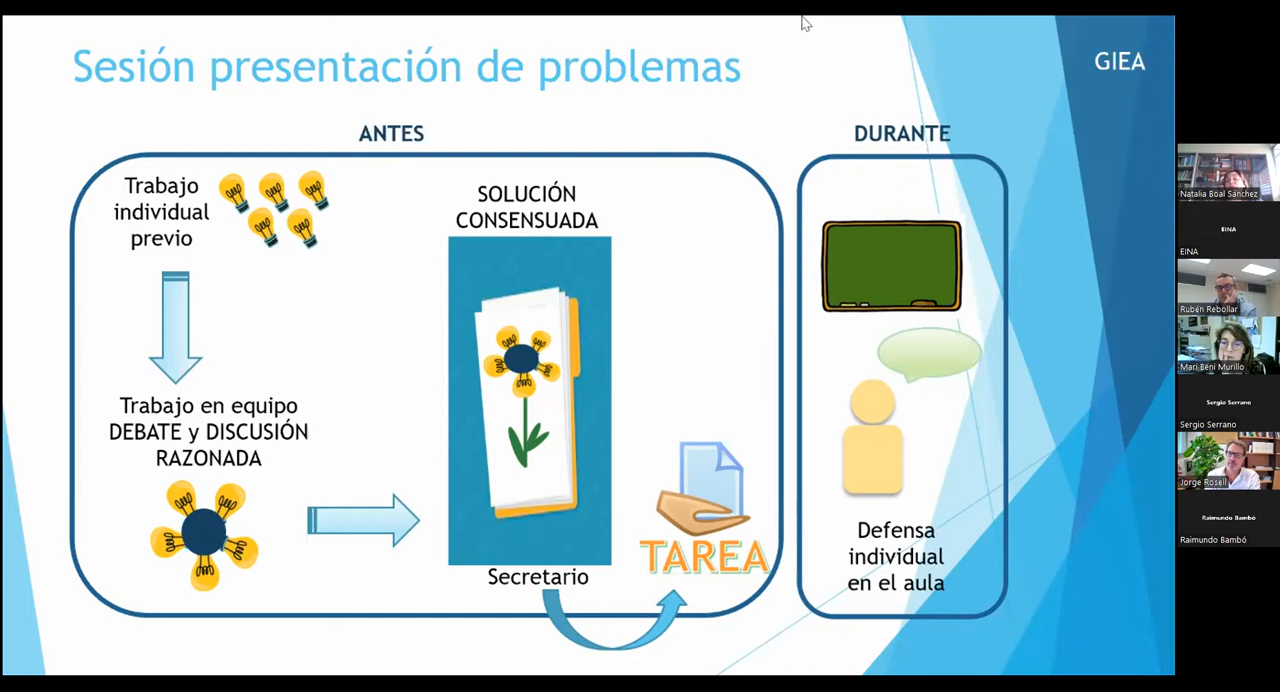 Sesión presentación de problemas
GIEA
ANTES
DURANTE
Trabajo
individual
previo
SOLUCIÓN
CONSENSUADA
Trabajo en equipo
DEBATE y DISCUSIÓN
RAZONADA
Secretario
TAREA
Defensa
individual
en el aula
Natalia Boal Sánchez
EINA
EINA
Rubén Rebollar
Mari Beni Murillo
Sergio Serrano
Sergio Serrano
Jorge Rosell
Raimundo Bambó
Raimundo Bambó